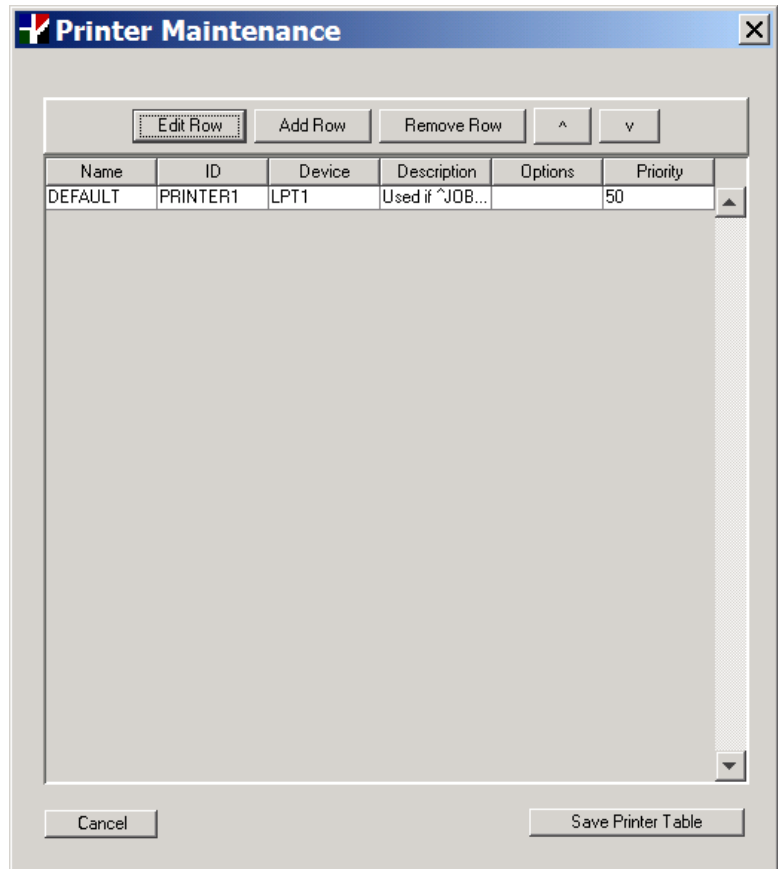 Printer Maintenance
Edit Row Add Row Remove Row ^ v
Name ID Device Description Options Priority
DEFAULT PRINTER1 LPT1 Used if ^JOB... 50
Cancel Save Printer Table